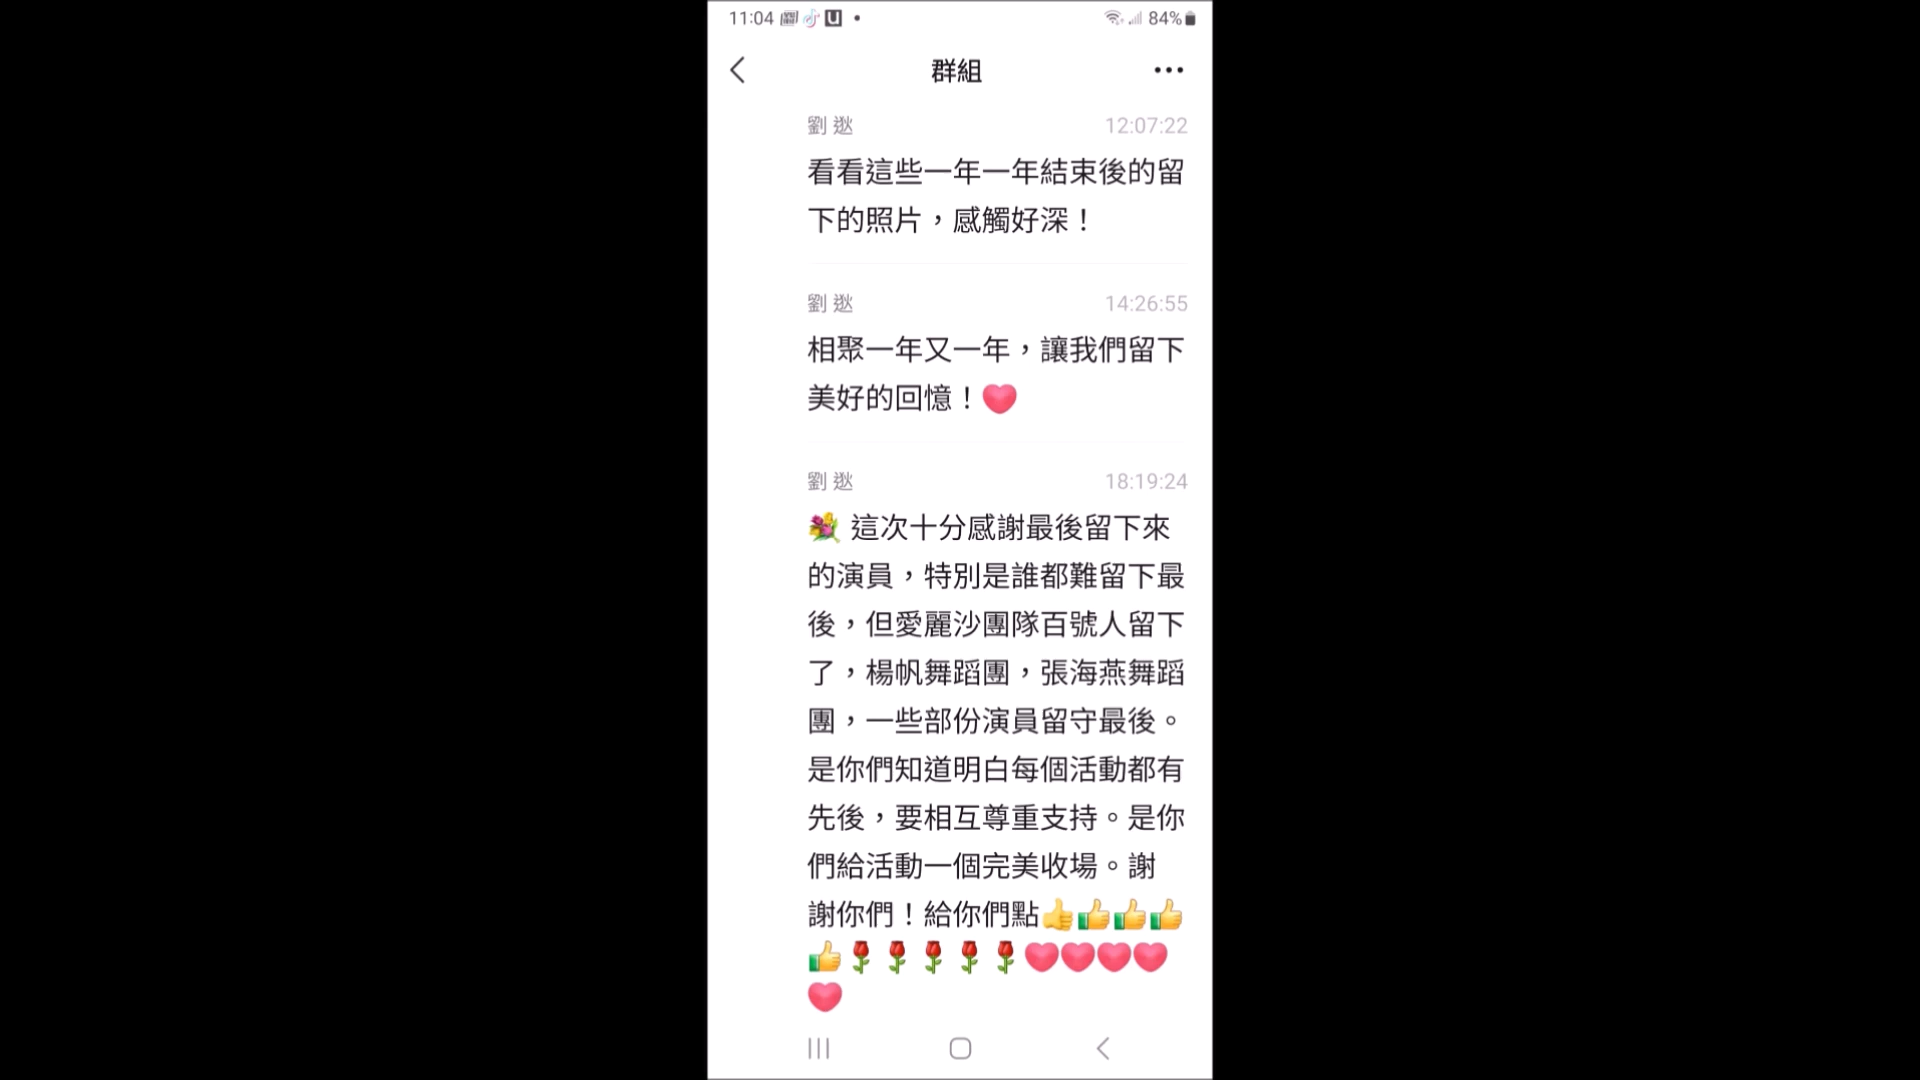 11:04 84%
群組
劉 逖 12:07:22
看看這些一年一年結束後的留
下的照片，感觸好深！
劉 逖 14:26:55
相聚一年又一年，讓我們留下
美好的回憶！❤
劉 逖 18:19:24
💐 這次十分感謝最後留下來
的演員，特別是誰都難留下最
後，但愛麗沙團隊百號人留下
了，楊帆舞蹈團，張海燕舞蹈
團，一些部份演員留守最後。
是你們知道明白每個活動都有
先後，要相互尊重支持。是你
們給活動一個完美收場。謝
謝你們！給你們點👍👍👍👍
👍🌹🌹🌹🌹🌹❤❤❤❤
❤